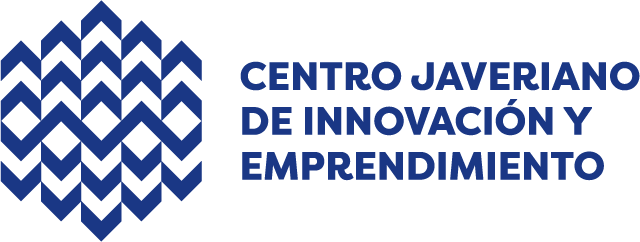 CENTRO JAVERIANO
DE INNOVACIÓN Y
EMPRENDIMIENTO